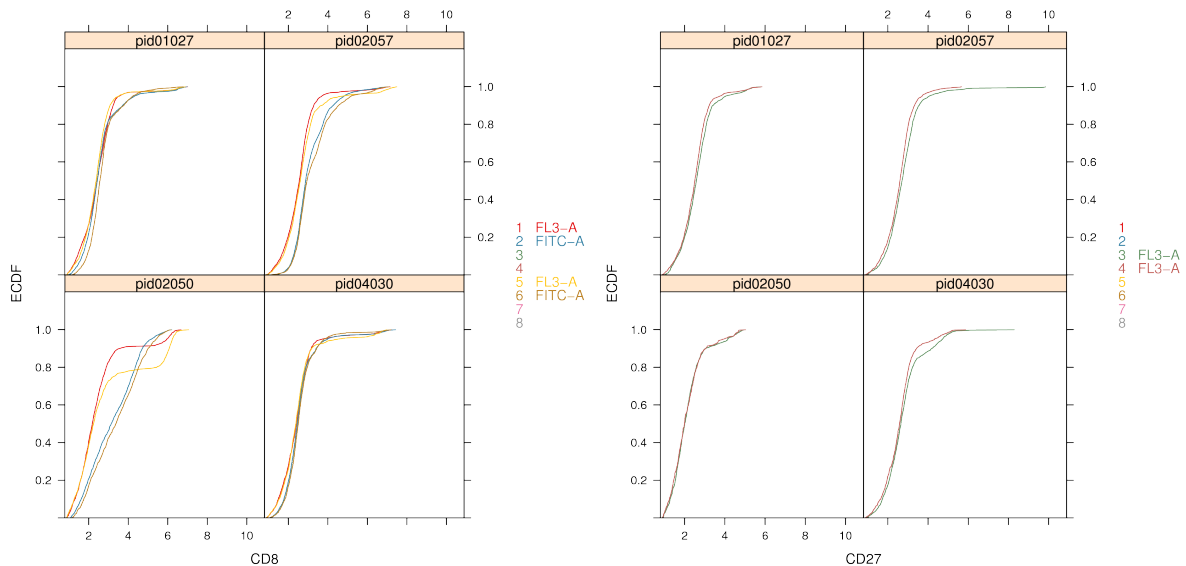 2 4 6 8 10
pid01027 pid02057
1.0
0.8
0.6
0.4
0.2
ECDF
pid02050 pid04030
1.0
0.8
0.6
0.4
0.2
2 4 6 8 10
CD8
1 FL3-A
2 FITC-A
3
4
5 FL3-A
6 FITC-A
7
8
2 4 6 8 10
pid01027 pid02057
1.0
0.8
0.6
0.4
0.2
ECDF
pid02050 pid04030
1.0
0.8
0.6
0.4
0.2
2 4 6 8 10
CD27
1
2
3 FL3-A
4 FL3-A
5
6
7
8